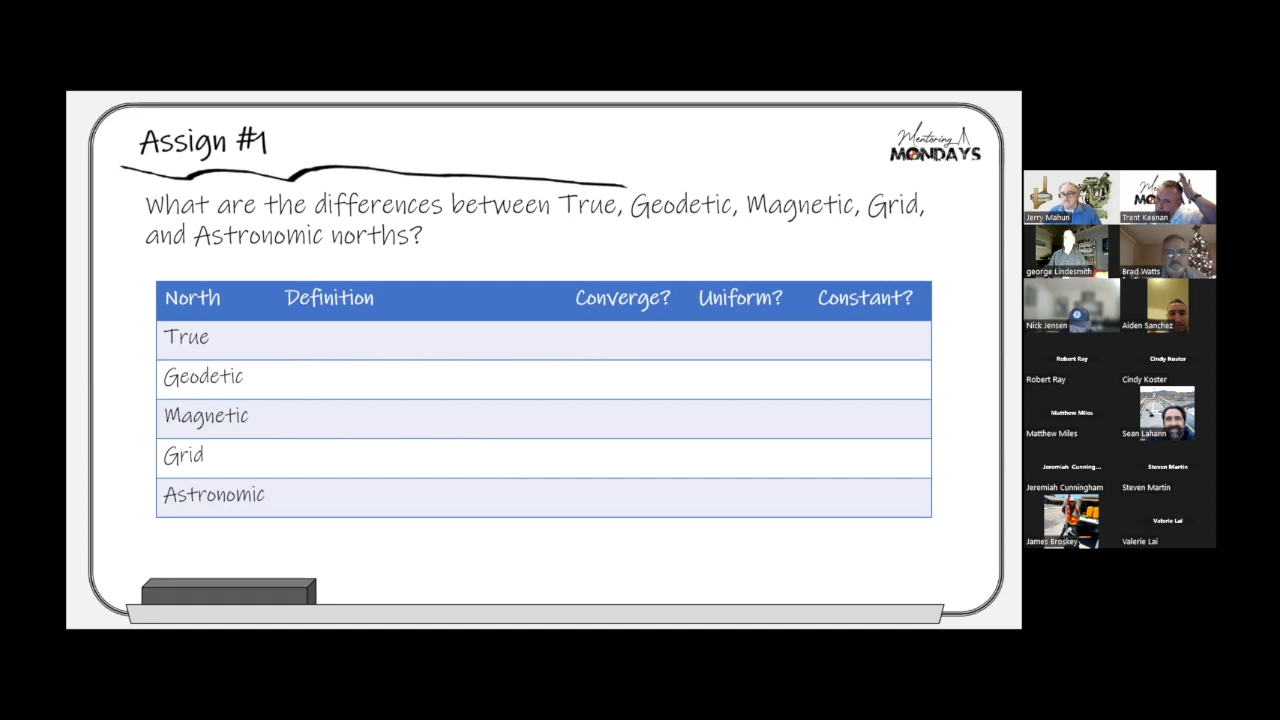 Assign #1
Mentoring
MONDAYS
What are the differences between True, Geodetic, Magnetic, Grid,
and Astronomic norths?
North Definition Converge? Uniform? Constant?
True
Geodetic
Magnetic
Grid
Astronomic
Jerry Mahun
Trent Keenan
george Lindesmith
Brad Watts
Nick Jensen
Aiden Sanchez
Robert Ray
Cindy Koster
Robert Ray
Cindy Koster
Matthew Miles
Matthew Miles
Sean Lahann
Jeremiah Cunning...
Steven Martin
Jeremiah Cunningham
Steven Martin
Valerie Lai
James Broskey
Valerie Lai